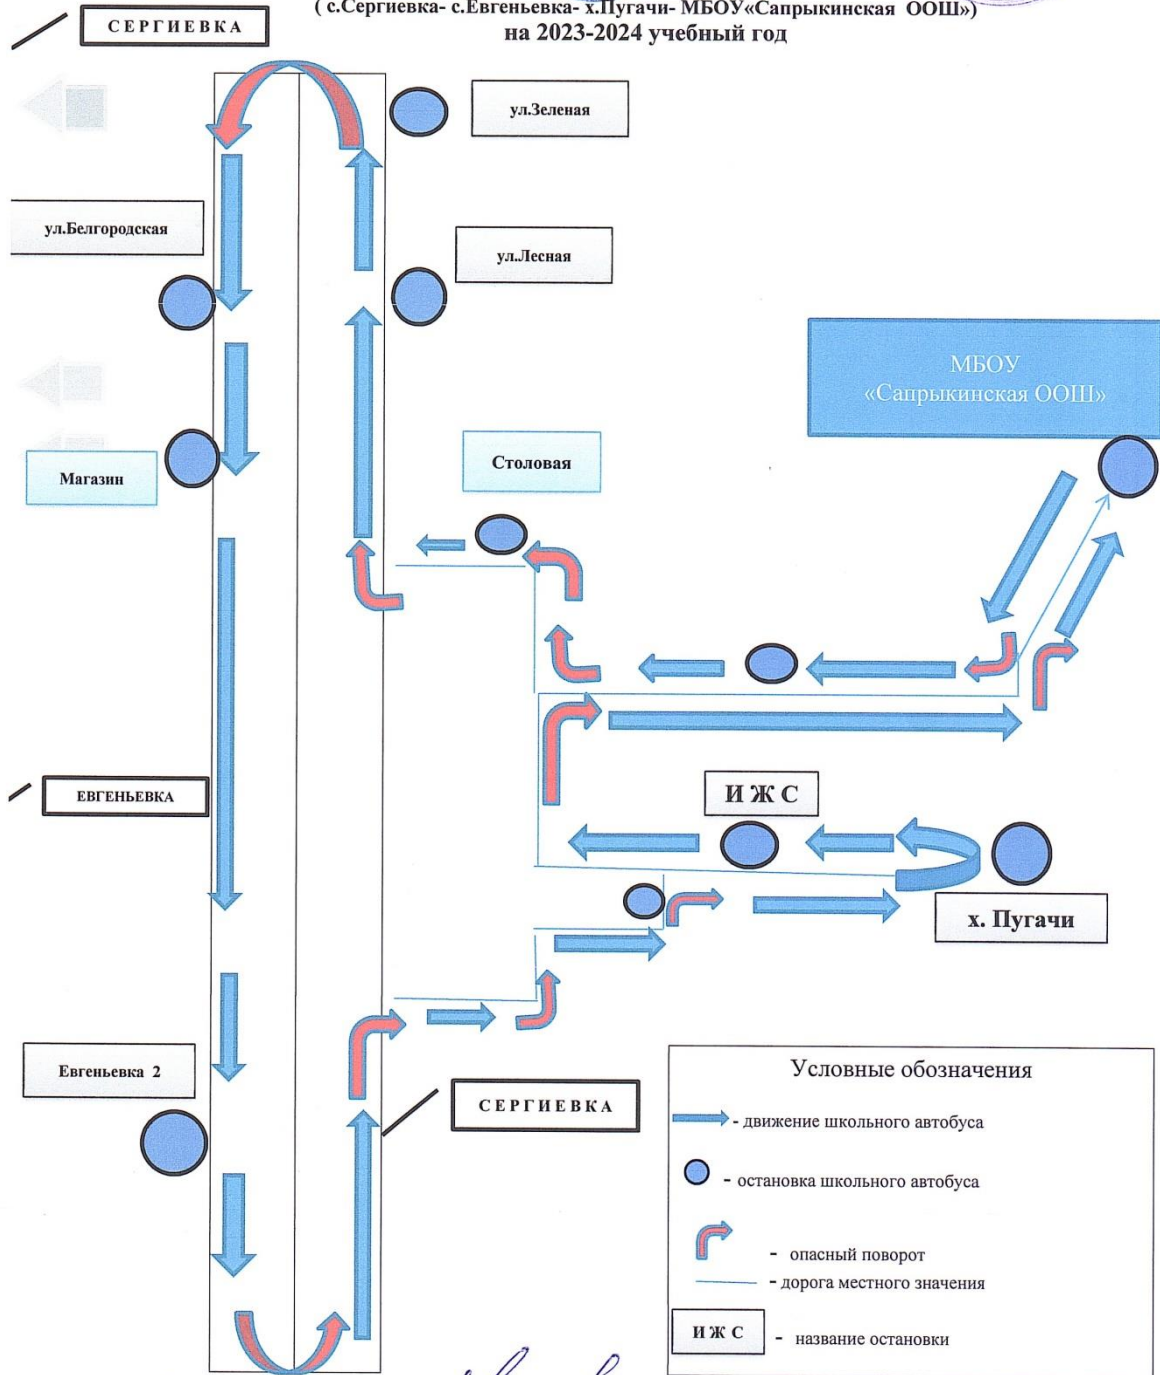 ( с.Сергиевка- с.Евгеньевка- х.Пугачи- МБОУ«Сапрыкинская ООШ»)
на 2023-2024 учебный год
СЕРГИЕВКА
ул.Зеленая
ул.Белгородская
ул.Лесная
МБОУ
«Сапрыкинская ООШ»
Магазин
Столовая
ЕВГЕНЬЕВКА
И Ж С
х. Пугачи
Евгеньевка 2
СЕРГИЕВКА
Условные обозначения
- движение школьного автобуса
- остановка школьного автобуса
- опасный поворот
- дорога местного значения
И Ж С - название остановки